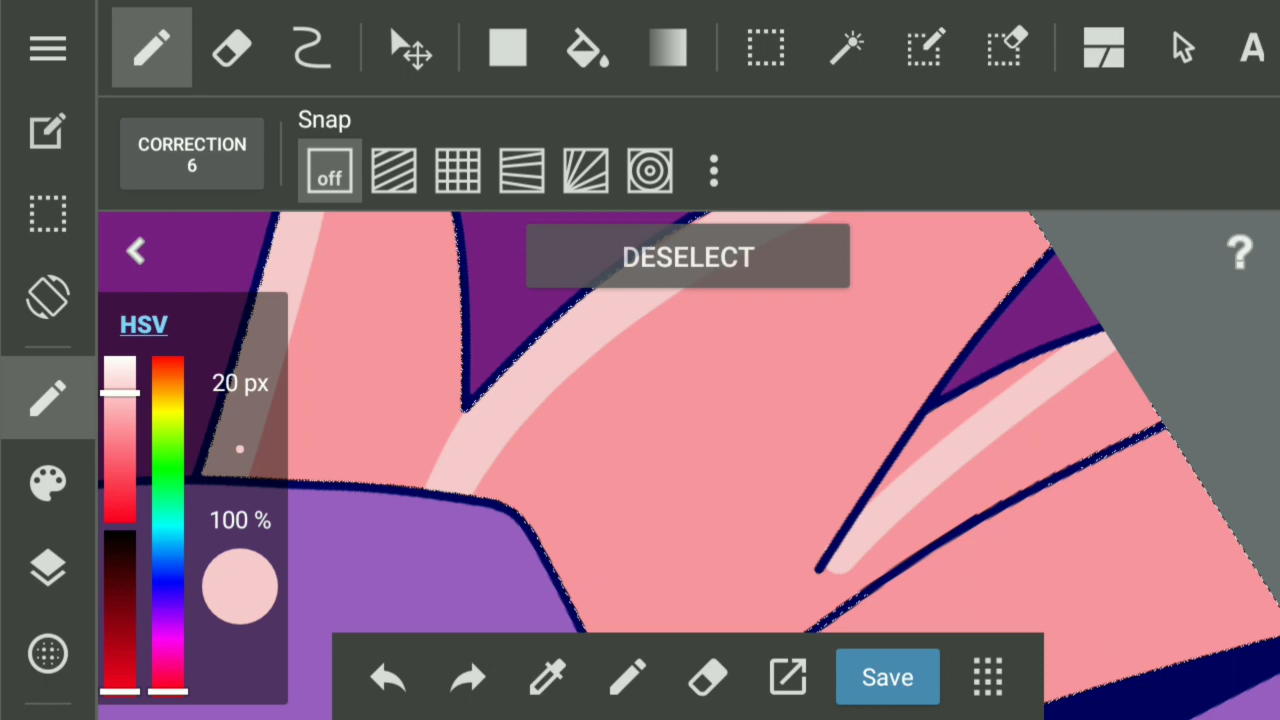 A
CORRECTION
6
Snap
off
DESELECT
?
HSV
20 px
100 %
Save